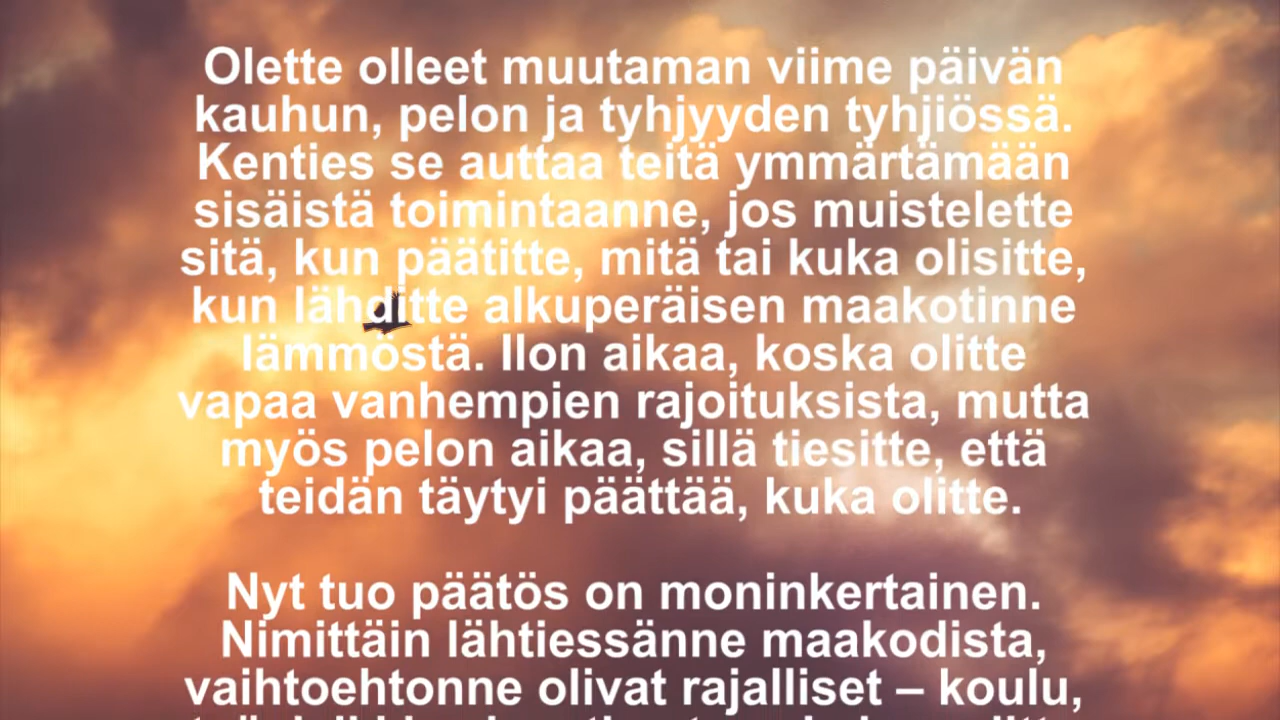 Olette olleet muutaman viime päivän
kauhun, pelon ja tyhjyyden tyhjiössä.
Kenties se auttaa teitä ymmärtämään
sisäistä toimintaanne, jos muistelette
sitä, kun päätitte, mitä tai kuka olisitte,
kun lähditte alkuperäisen maakotinne
lämmöstä. Ilon aikaa, koska olitte
vapaa vanhempien rajoituksista, mutta
myös pelon aikaa, sillä tiesitte, että
teidän täytyi päättää, kuka olitte.
Nyt tuo päätös on moninkertainen.
Nimittäin lähtiessänne maakodista,
vaihtoehtonne olivat rajalliset – koulu,